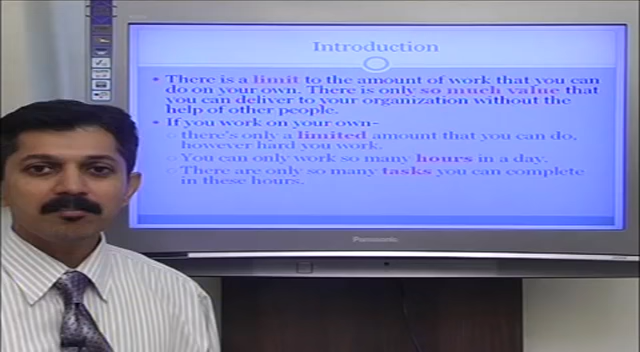 Introduction
There is a limit to the amount of work that you can
do on your own. There is only so much value that
you can deliver to your organization without the
help of other people.
If you work on your own-
there's only a limited amount that you can do,
however hard you work.
You can only work so many hours in a day.
There are only so many tasks you can complete
in these hours.
Panasonic